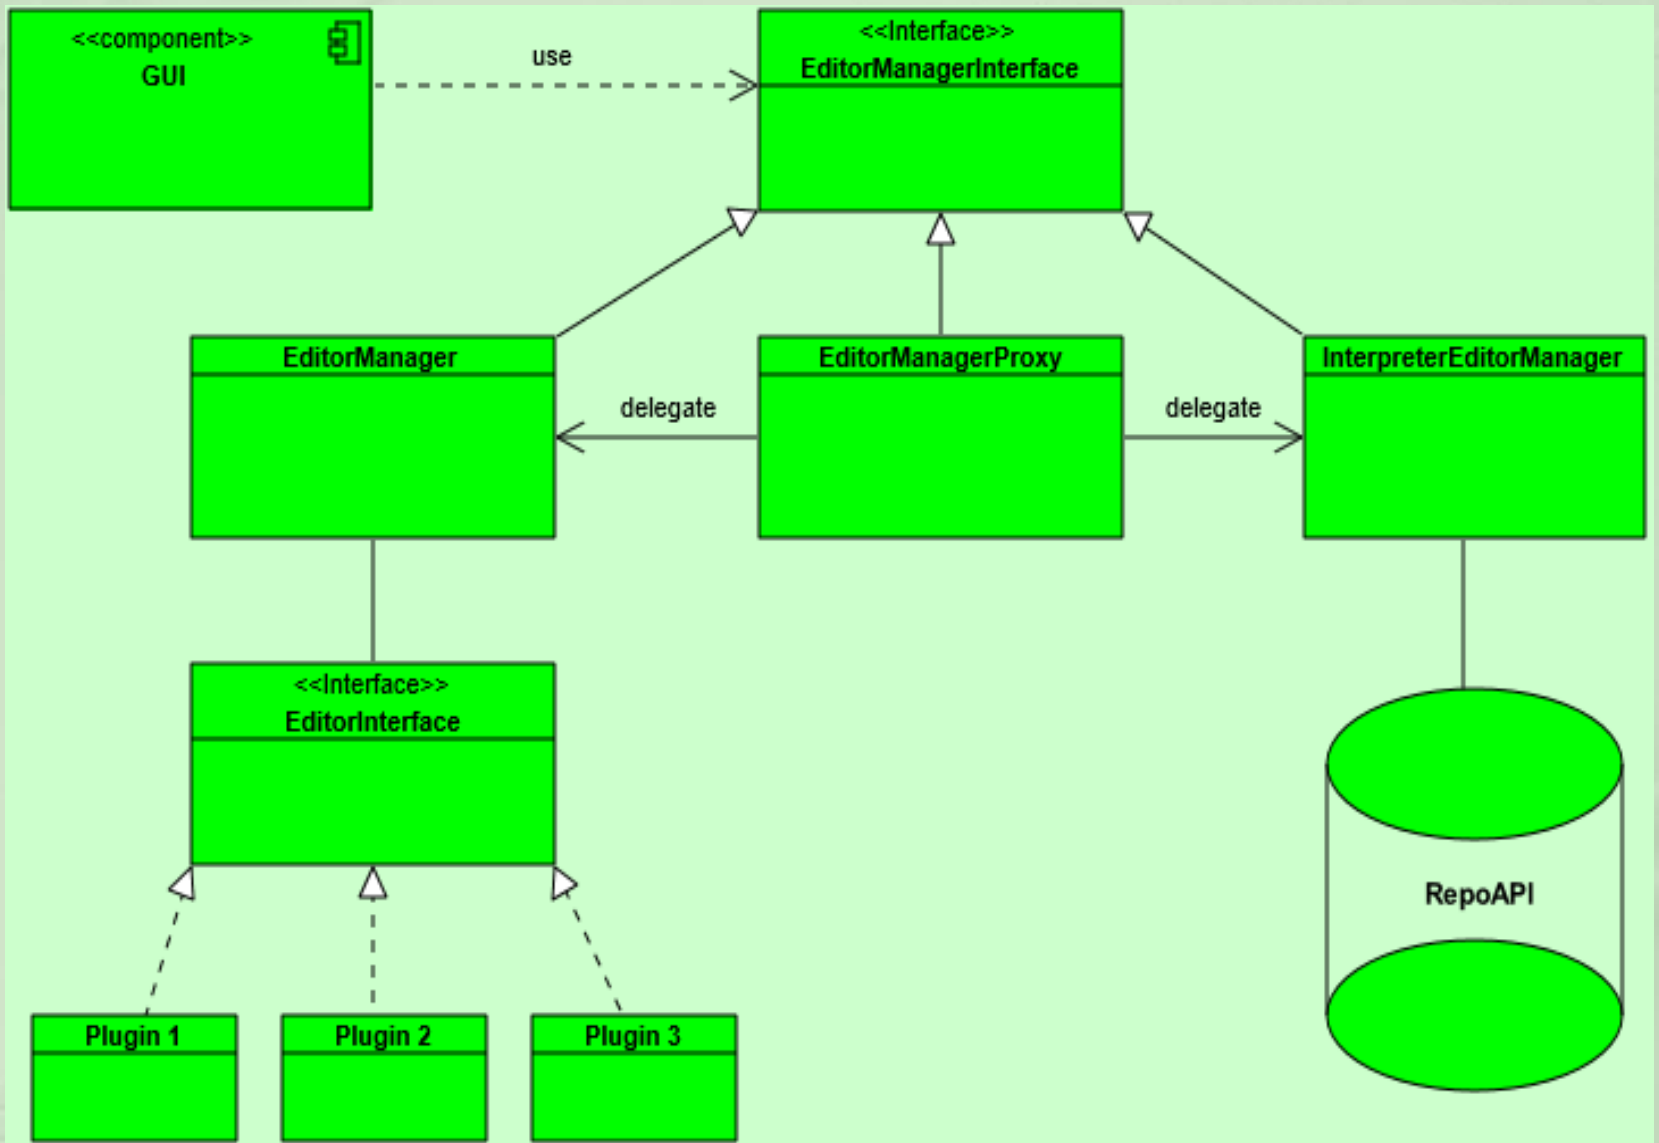 <<component>>
GUI
use
<<Interface>>
EditorManagerInterface
EditorManager
EditorManagerProxy
InterpreterEditorManager
delegate
delegate
<<Interface>>
EditorInterface
RepoAPI
Plugin 1
Plugin 2
Plugin 3